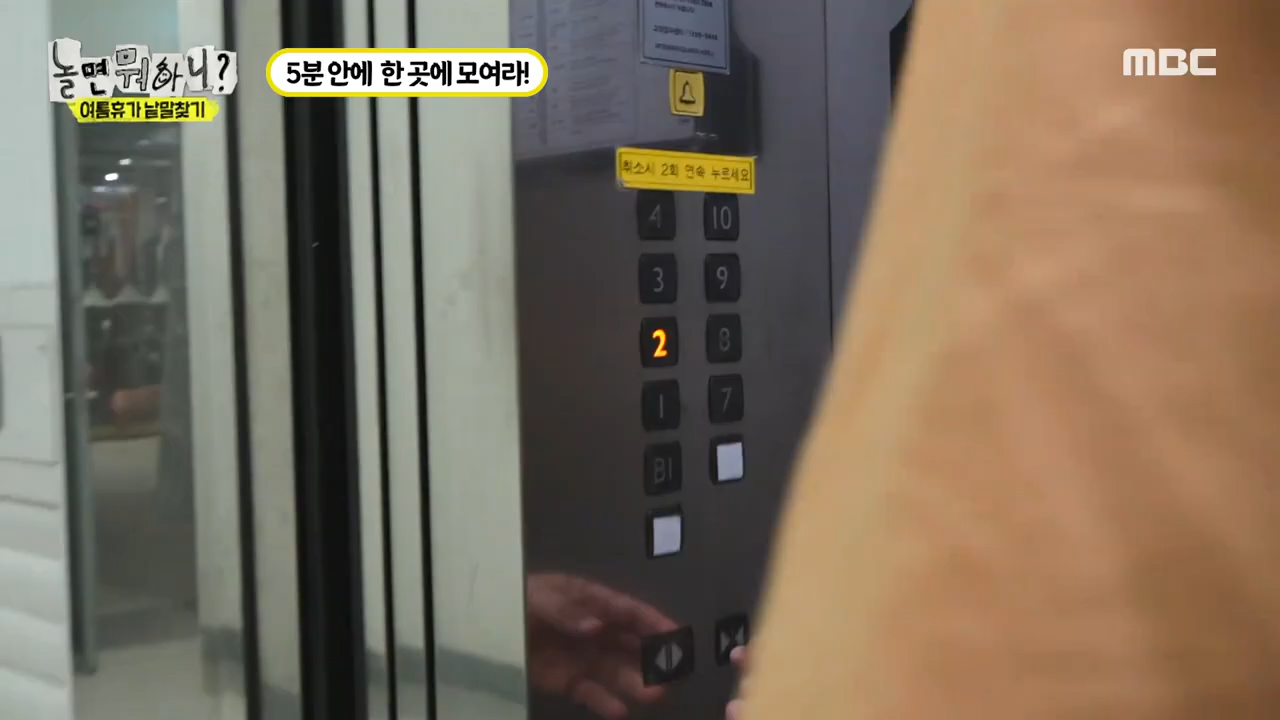 놀면 뭐하니?
여름휴가 낱말찾기
5분 안에 한 곳에 모여라!
MBC
취소시 2회 연속 누르세요
4 10
3 9
2 8
1 7
B1